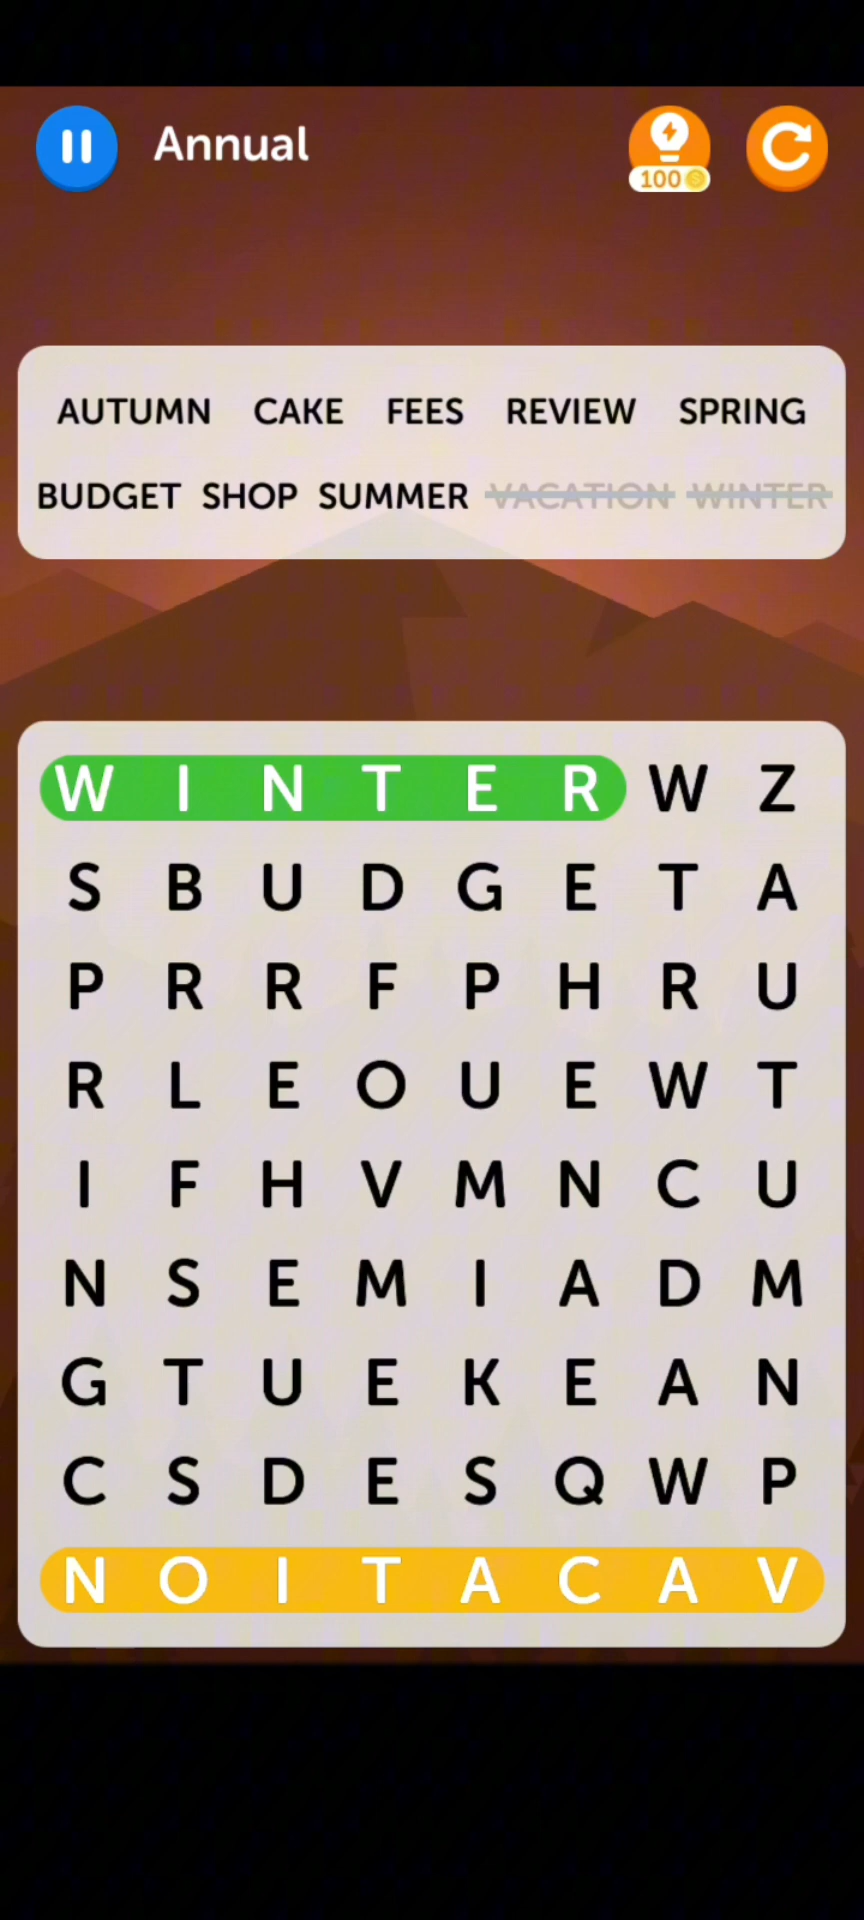 Annual
100
AUTUMN CAKE FEES REVIEW SPRING
BUDGET SHOP SUMMER VACATION WINTER
W I N T E R W Z
S B U D G E T A
P R R F P H R U
R L E O U E W T
I F H V M N C U
N S E M I A D M
G T U E K E A N
C S D E S Q W P
N O I T A C A V